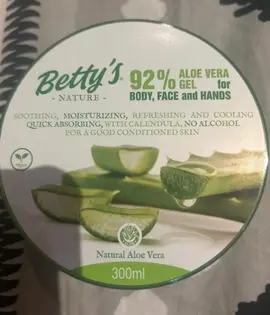 Betty's
- NATURE -
92% ALOE VERA GEL for
BODY, FACE and HANDS
SOOTHING, MOISTURIZING, REFRESHING AND COOLING
QUICK ABSORBING, WITH CALENDULA, NO ALCOHOL
FOR A GOOD CONDITIONED SKIN
Natural Aloe Vera
300ml